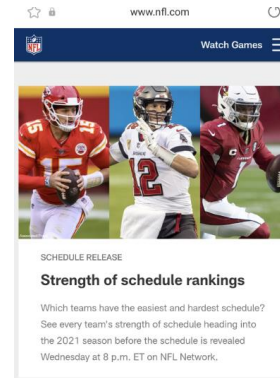 www.nfl.com
NFL
Watch Games
15
15
12
1
SCHEDULE RELEASE
Strength of schedule rankings
Which teams have the easiest and hardest schedule?
See every team's strength of schedule heading into
the 2021 season before the schedule is revealed
Wednesday at 8 p.m. ET on NFL Network.